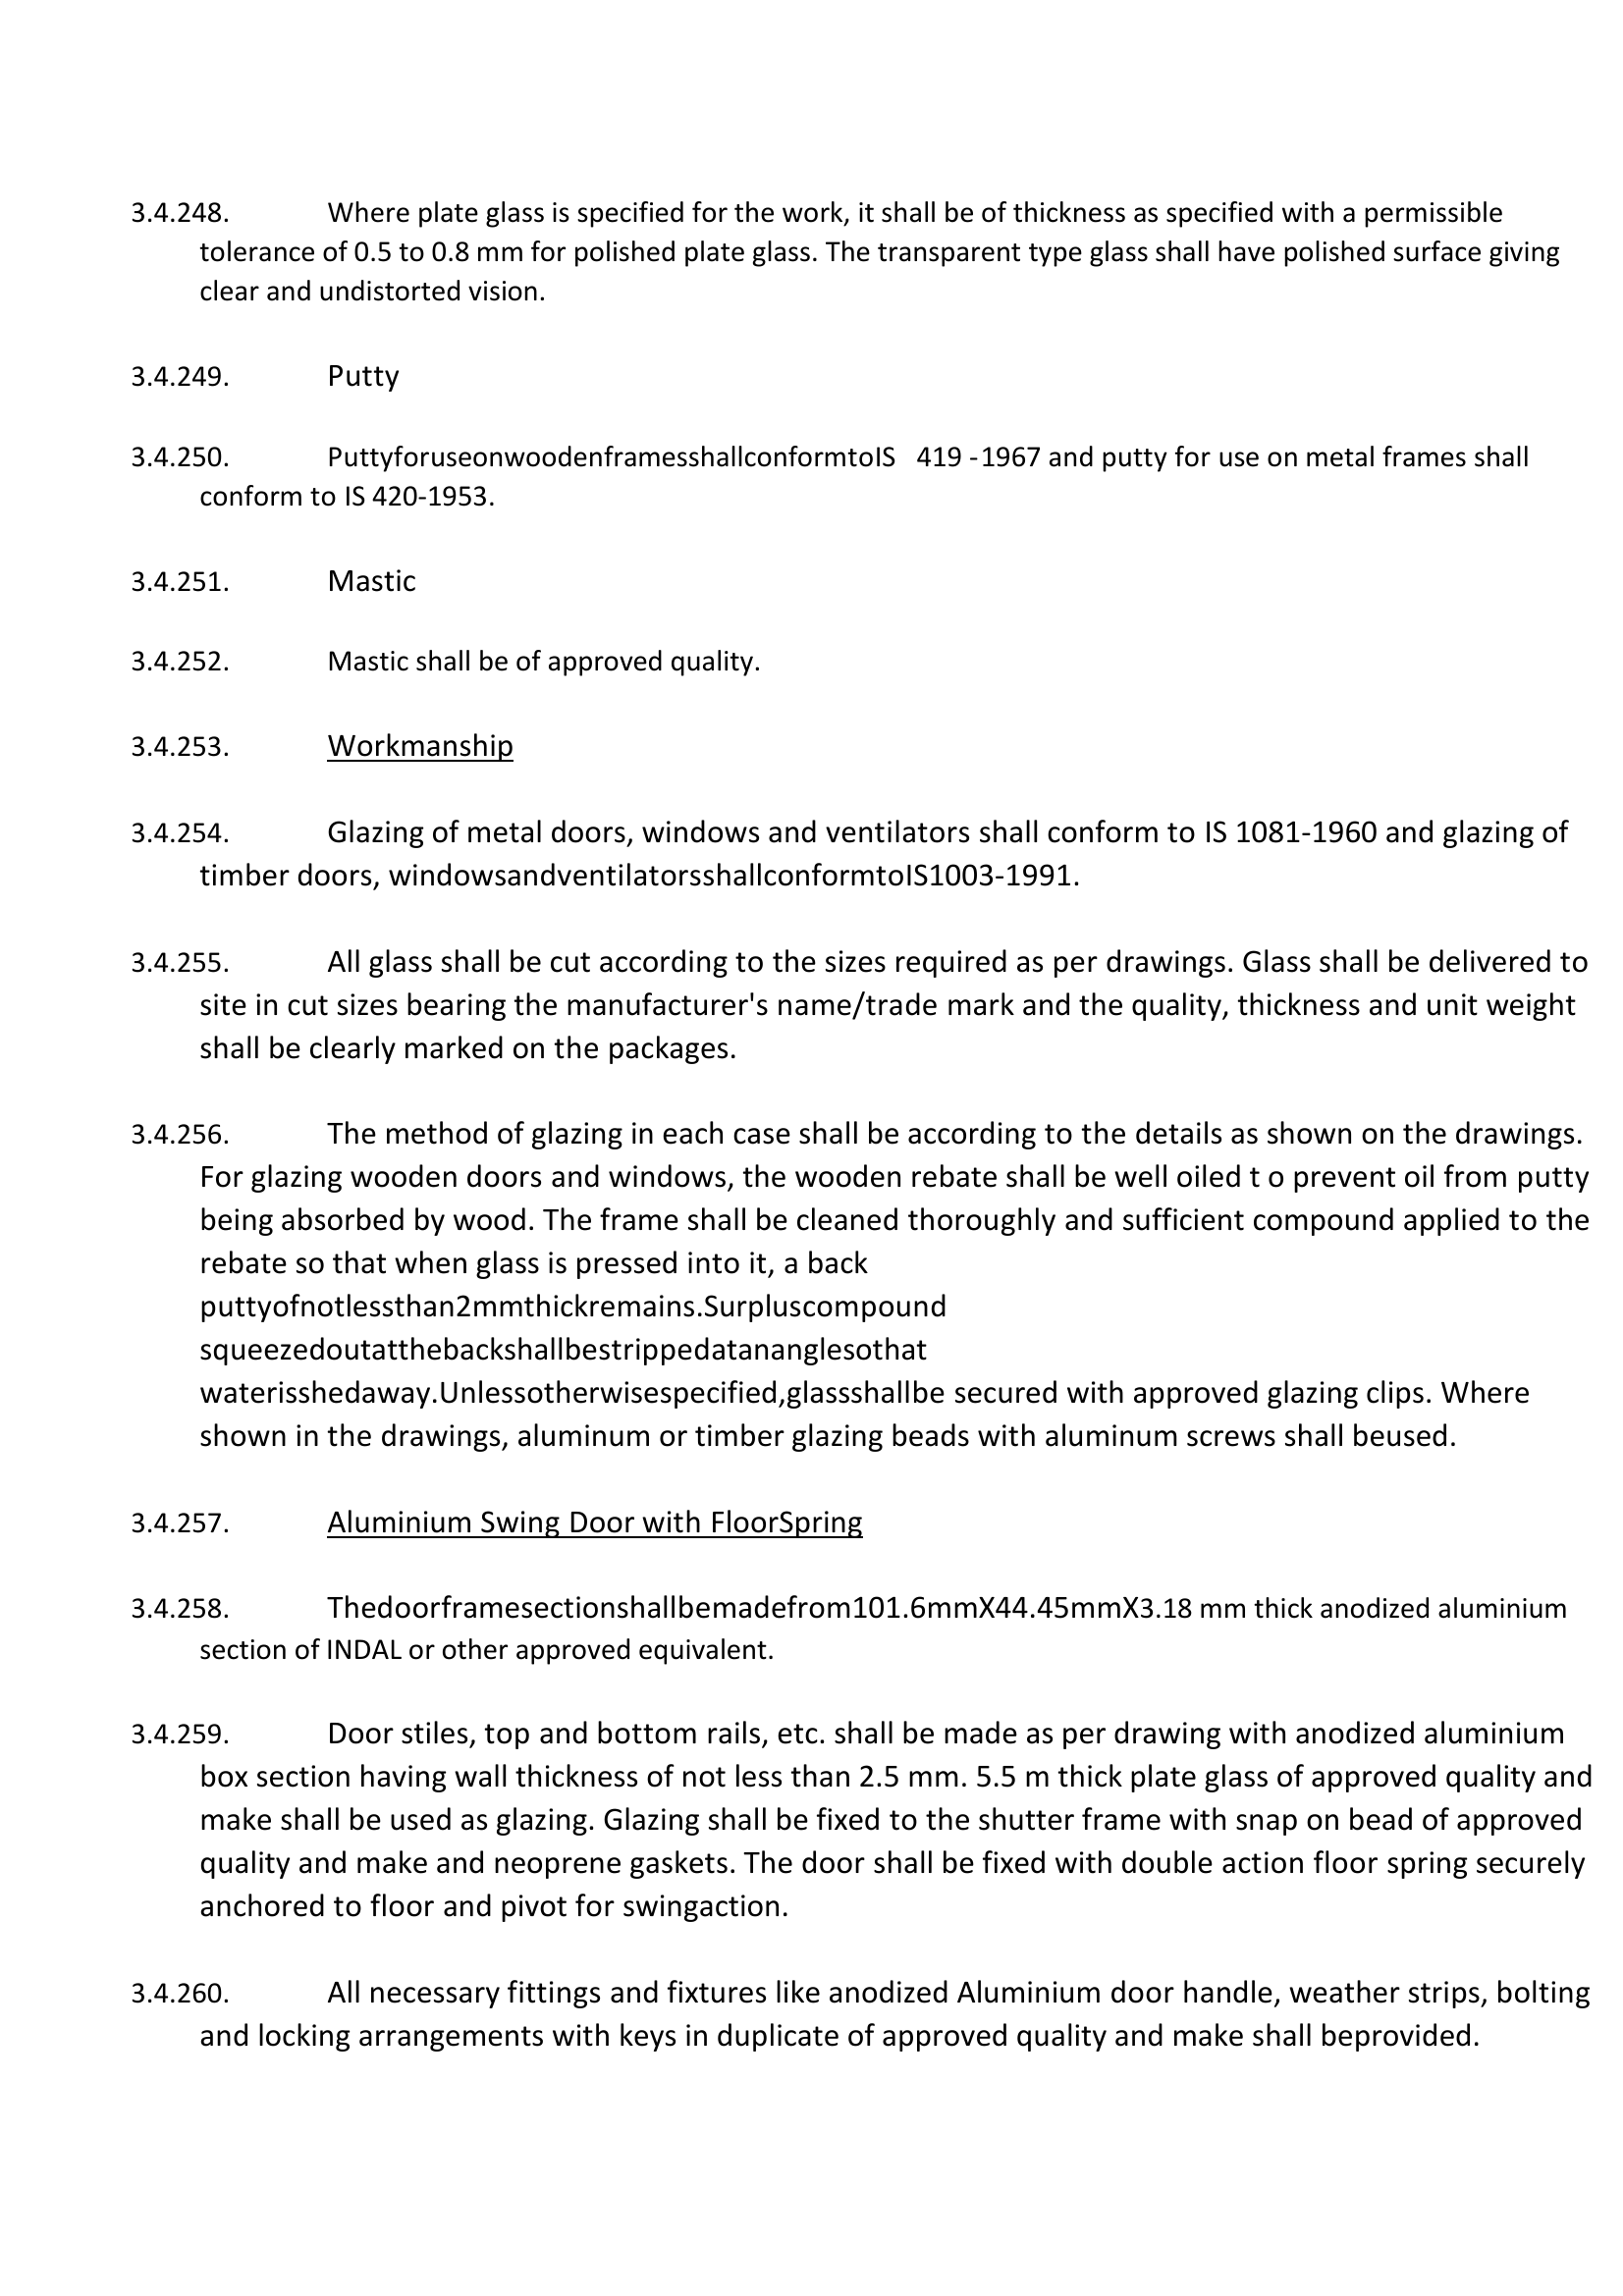 3.4.248. Where plate glass is specified for the work, it shall be of thickness as specified with a permissible
tolerance of 0.5 to 0.8 mm for polished plate glass. The transparent type glass shall have polished surface giving
clear and undistorted vision.
3.4.249. Putty
3.4.250. PuttyforuseonwoodenframesshallconformtoIS 419 -1967 and putty for use on metal frames shall
conform to IS 420-1953.
3.4.251. Mastic
3.4.252. Mastic shall be of approved quality.
3.4.253. Workmanship
3.4.254. Glazing of metal doors, windows and ventilators shall conform to IS 1081-1960 and glazing of
timber doors, windowsandventilatorsshallconformtoIS1003-1991.
3.4.255. All glass shall be cut according to the sizes required as per drawings. Glass shall be delivered to
site in cut sizes bearing the manufacturer's name/trade mark and the quality, thickness and unit weight
shall be clearly marked on the packages.
3.4.256. The method of glazing in each case shall be according to the details as shown on the drawings.
For glazing wooden doors and windows, the wooden rebate shall be well oiled t o prevent oil from putty
being absorbed by wood. The frame shall be cleaned thoroughly and sufficient compound applied to the
rebate so that when glass is pressed into it, a back
puttyofnotlessthan2mmthickremains.Surpluscompound
squeezedoutatthebackshallbestrippedatananglesothat
waterisshedaway.Unlessotherwisespecified,glassshallbe secured with approved glazing clips. Where
shown in the drawings, aluminum or timber glazing beads with aluminum screws shall beused.
3.4.257. Aluminium Swing Door with FloorSpring
3.4.258. Thedoorframesectionshallbemadefrom101.6mmX44.45mmX3.18 mm thick anodized aluminium
section of INDAL or other approved equivalent.
3.4.259. Door stiles, top and bottom rails, etc. shall be made as per drawing with anodized aluminium
box section having wall thickness of not less than 2.5 mm. 5.5 m thick plate glass of approved quality and
make shall be used as glazing. Glazing shall be fixed to the shutter frame with snap on bead of approved
quality and make and neoprene gaskets. The door shall be fixed with double action floor spring securely
anchored to floor and pivot for swingaction.
3.4.260. All necessary fittings and fixtures like anodized Aluminium door handle, weather strips, bolting
and locking arrangements with keys in duplicate of approved quality and make shall beprovided.